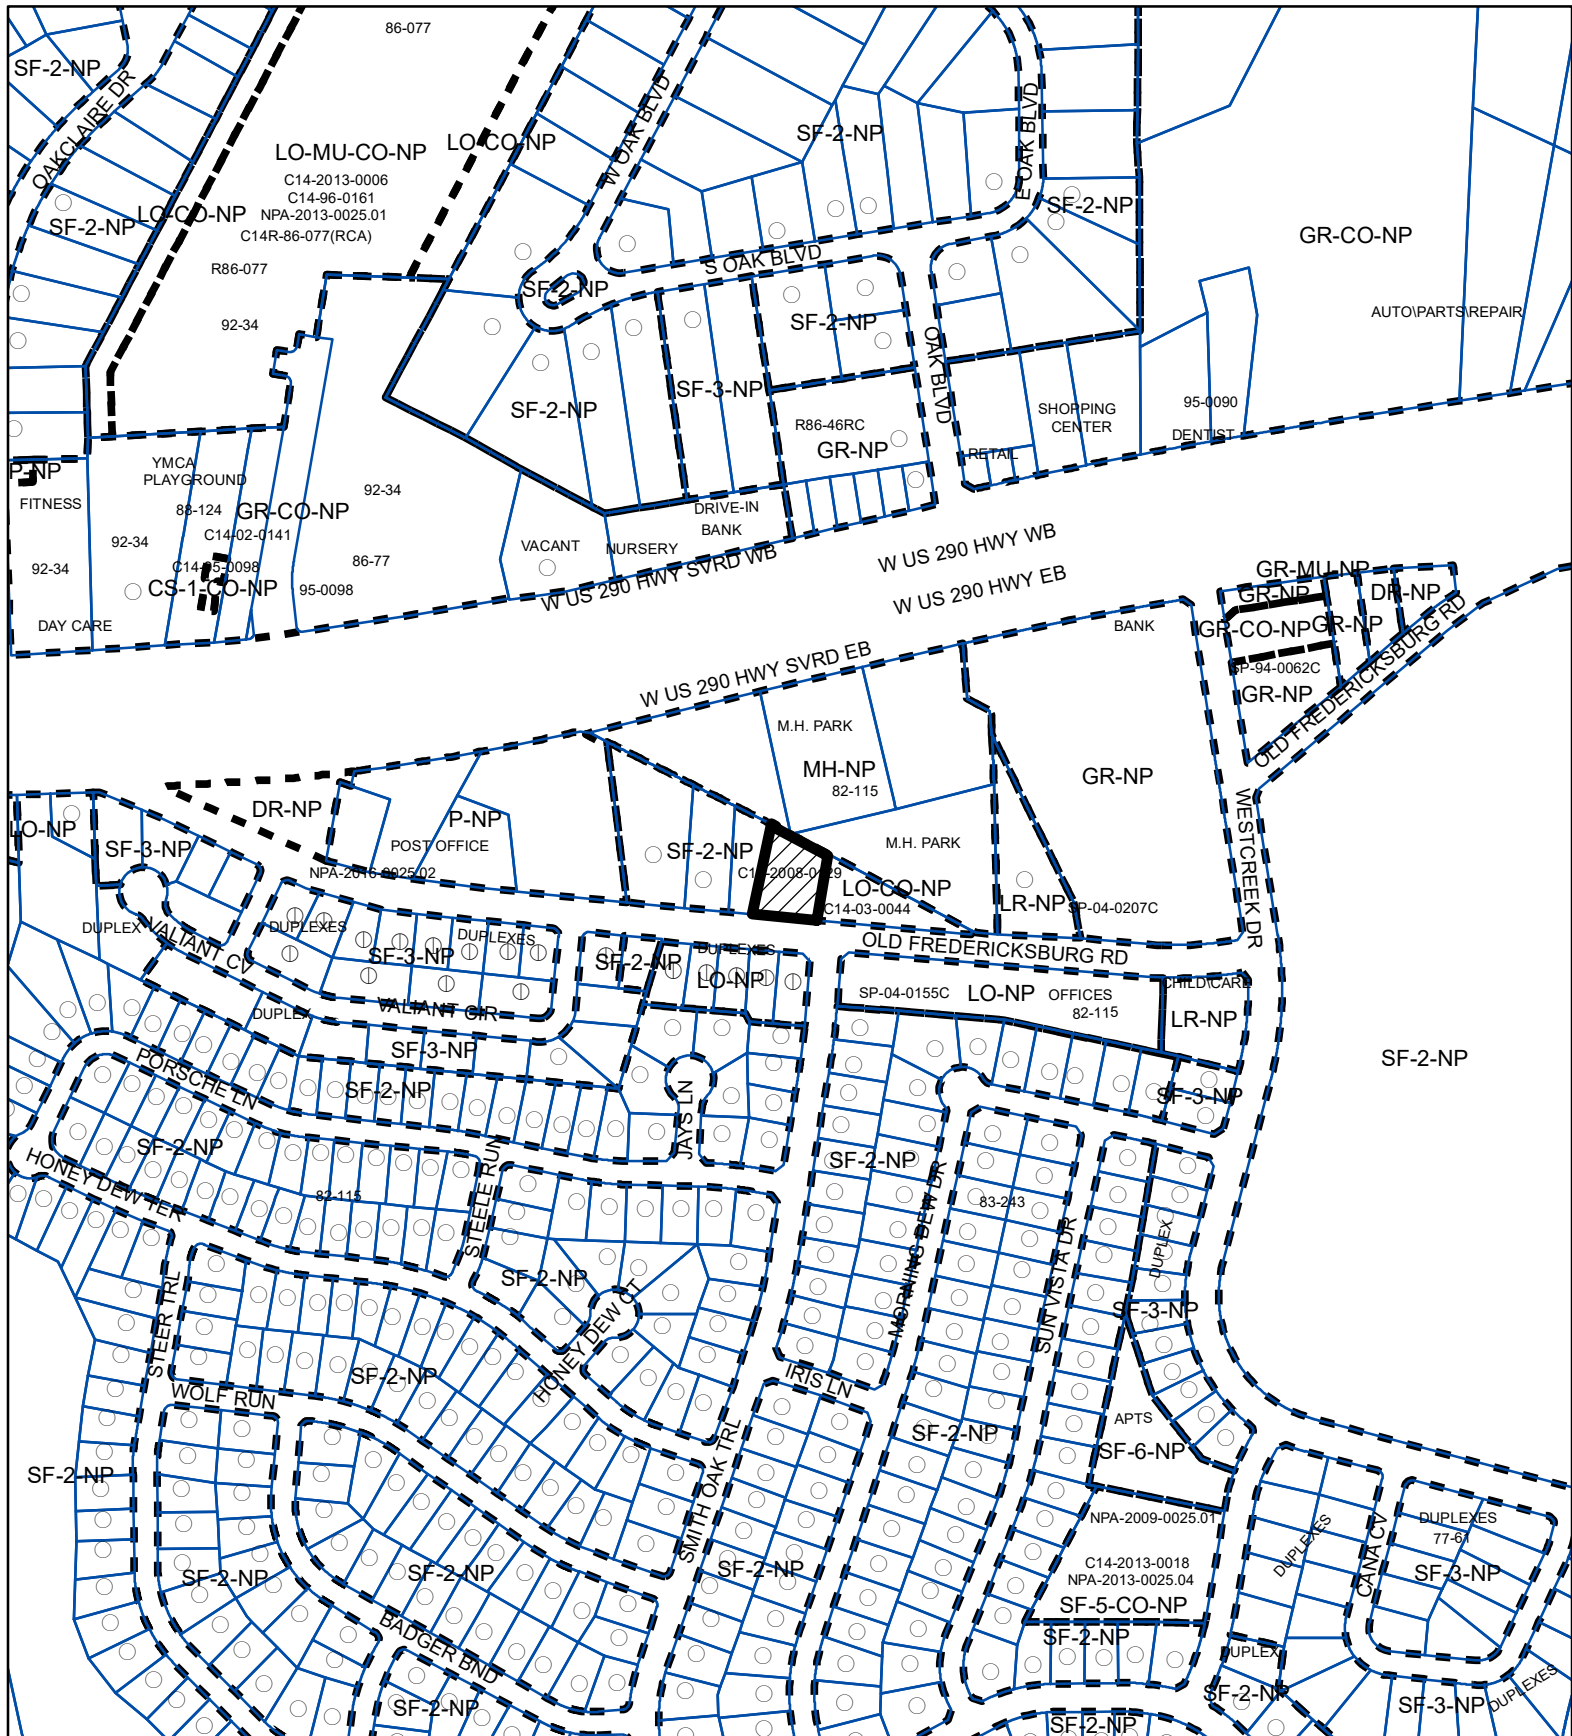 86-077
SF-2-NP
OAKCLAIRE DR
LO-MU-CO-NP
C14-2013-0006
C14-96-0161
NPA-2013-0025.01
C14R-86-077(RCA)
LO-CO-NP
W OAK BLVD
SF-2-NP
E OAK BLVD
SF-2-NP
LO-CO-NP
SF-2-NP
GR-CO-NP
R86-077
S OAK BLVD
SF-2-NP
92-34
SF-2-NP
OAK BLVD
AUTO\PARTS\REPAIR
SF-3-NP
SF-2-NP
R86-46RC
GR-NP
SHOPPING
CENTER
95-0090
DENTIST
RETAIL
P-NP
FITNESS
YMCA
PLAYGROUND
88-124
GR-CO-NP
C14-02-0141
92-34
92-34
92-34
C14-95-0098
CS-1-CO-NP
95-0098
86-77
DAY CARE
VACANT
NURSERY
DRIVE-IN
BANK
W US 290 HWY SVRD WB
W US 290 HWY WB
W US 290 HWY EB
W US 290 HWY SVRD EB
BANK
GR-MU-NP
GR-NP
DR-NP
GR-CO-NP
GR-NP
SP-94-0062C
GR-NP
OLD FREDERICKSBURG RD
M.H. PARK
MH-NP
82-115
GR-NP
WESTCREEK DR
DR-NP
P-NP
POST OFFICE
NPA-2016-0025.02
LO-NP
SF-3-NP
SF-2-NP
M.H. PARK
LO-CO-NP
C14-03-0044
LR-NP
SP-04-0207C
DUPLEX
VALIANT CV
DUPLEXES
SF-3-NP
DUPLEXES
SF-2-NP
DUPLEXES
LO-NP
OLD FREDERICKSBURG RD
SP-04-0155C
LO-NP
OFFICES
82-115
CHILD\CARE
LR-NP
DUPLEX
VALIANT CIR
SF-3-NP
SF-2-NP
PORSCHE LN
SF-2-NP
SF-3-NP
JAYS LN
SF-2-NP
HONEY DEW TER
82-115
STEELE RUN
SF-2-NP
MORNING DEW DR
83-243
SUNVISTA DR
DUPLEX
SF-2-NP
HONEY DEW CT
SF-3-NP
STEER TRL
WOLF RUN
SF-2-NP
IRIS LN
SMITH OAK TRL
SF-2-NP
APTS
SF-6-NP
SF-2-NP
NPA-2009-0025.01
DUPLEXES
CANA CV
DUPLEXES
77-61
SF-3-NP
C14-2013-0018
NPA-2013-0025.04
SF-5-CO-NP
SF-2-NP
SF-2-NP
SF-2-NP
SF-2-NP
BADGER BND
SF-2-NP
DUPLEX
SF-2-NP
SF-2-NP
SF-3-NP
DUPLEXES